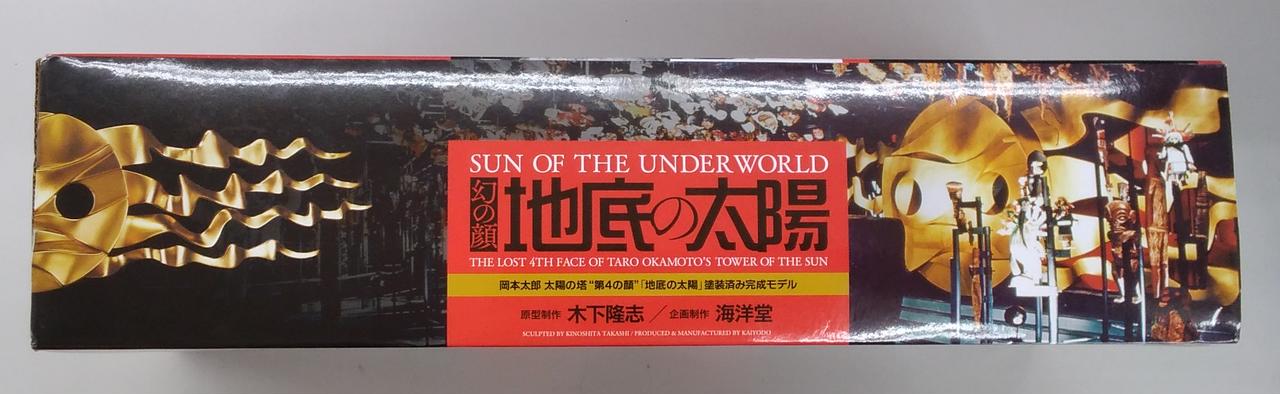 SUN OF THE UNDERWORLD
幻の顔 地底の太陽
THE LOST 4TH FACE OF TARO OKAMOTO'S TOWER OF THE SUN
岡本太郎 太陽の塔“第4の顔”「地底の太陽」塗装済み完成モデル
原型制作 木下隆志 / 企画制作 海洋堂
SCULPTED BY KINOSHITA TAKASHI / PRODUCED & MANUFACTURED BY KAIYODO